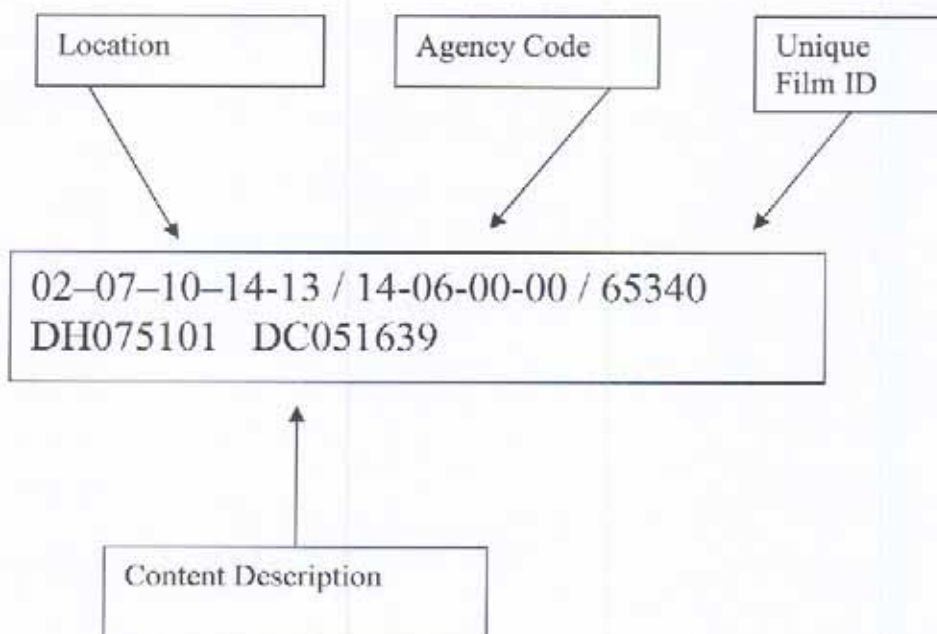 Location
Agency Code
Unique
Film ID
02–07–10–14-13 / 14-06-00-00 / 65340
DH075101 DC051639
Content Description